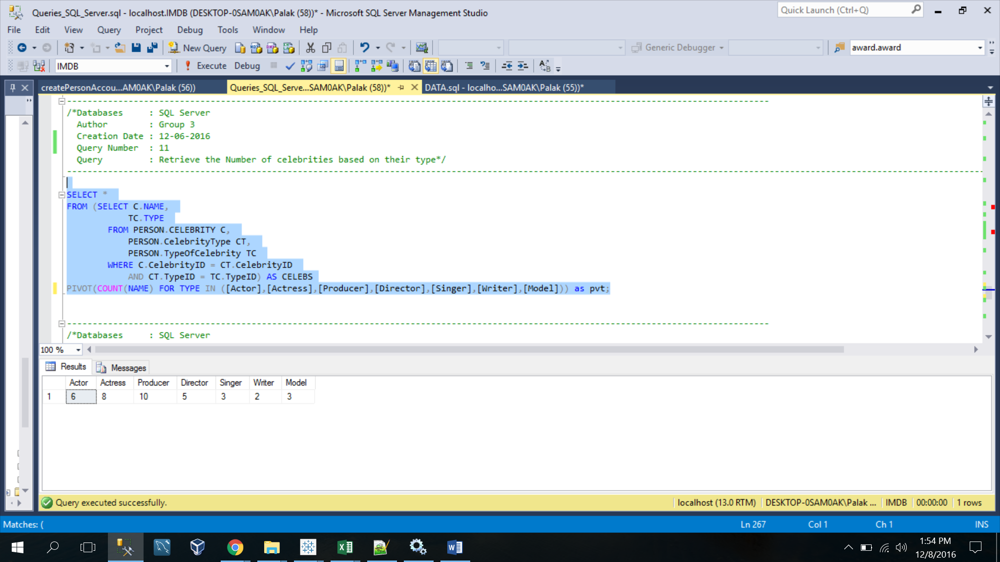 Queries_SQL_Server.sql - localhost.IMDB (DESKTOP-0SAM0AK\Palak (58))* - Microsoft SQL Server Management Studio
Quick Launch (Ctrl+Q)
File Edit View Query Project Debug Tools Window Help
New Query Generic Debugger award.award
IMDB Execute Debug
createPersonAccou...AM0AK\Palak (56)) Queries_SQL_Serve...SAM0AK\Palak (58))* DATA.sql - localho...SAM0AK\Palak (55))*
/*Databases : SQL Server
Author : Group 3
Creation Date : 12-06-2016
Query Number : 11
Query : Retrieve the Number of celebrities based on their type*/
SELECT *
FROM (SELECT C.NAME,
TC.TYPE
FROM PERSON.CELEBRITY C,
PERSON.CelebrityType CT,
PERSON.TypeOfCelebrity TC
WHERE C.CelebrityID = CT.CelebrityID
AND CT.TypeID = TC.TypeID) AS CELEBS
PIVOT(COUNT(NAME) FOR TYPE IN ([Actor],[Actress],[Producer],[Director],[Singer],[Writer],[Model])) as pvt;
/*Databases : SQL Server
100 %
Results Messages
Actor Actress Producer Director Singer Writer Model
1 6 8 10 5 3 2 3
Query executed successfully. localhost (13.0 RTM) DESKTOP-0SAM0AK\Palak ... IMDB 00:00:00 1 rows
Matches: ( Ln 267 Col 1 Ch 1 INS
1:54 PM
12/8/2016